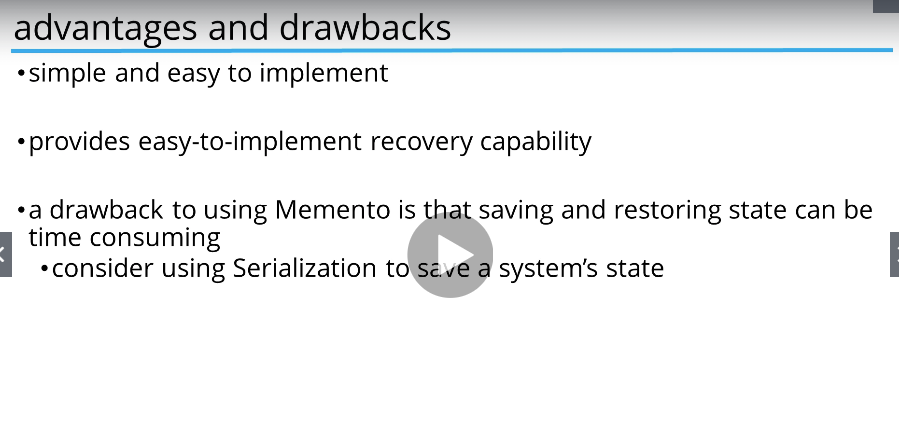 advantages and drawbacks
•simple and easy to implement
•provides easy-to-implement recovery capability
•a drawback to using Memento is that saving and restoring state can be
time consuming
•consider using Serialization to save a system's state